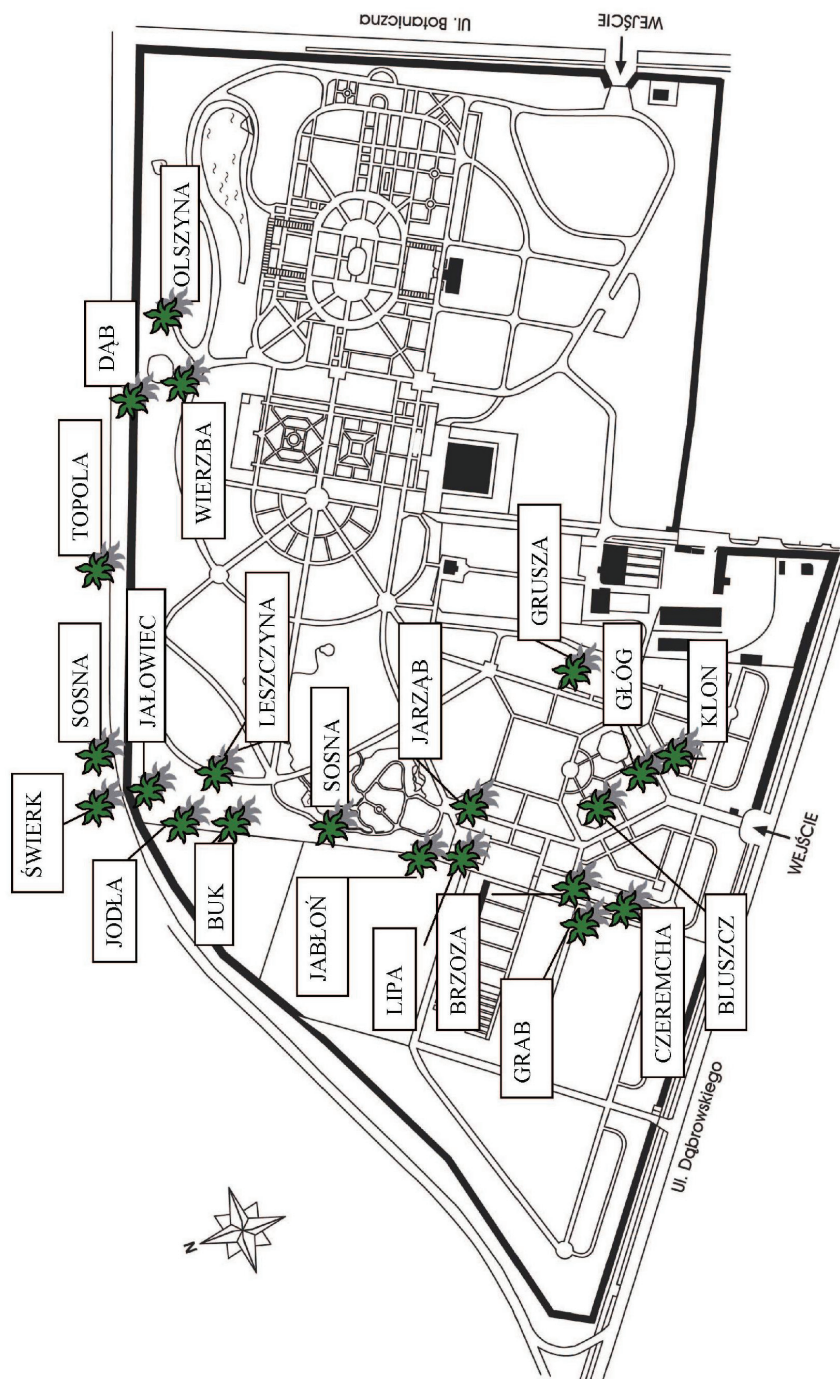 Ul. Botaniczna
WEJŚCIE
OLSZYNA
DĄB
WIERZBA
TOPOLA
GRUSZA
LESZCZYNA
JAŁOWIEC
SOSNA
GŁÓG
KLON
JARZĄB
SOSNA
ŚWIERK
WEJŚCIE
JODŁA
BUK
JABŁOŃ
LIPA
BRZOZA
BLUSZCZ
CZEREMCHA
GRAB
Ul. Dąbrowskiego
N